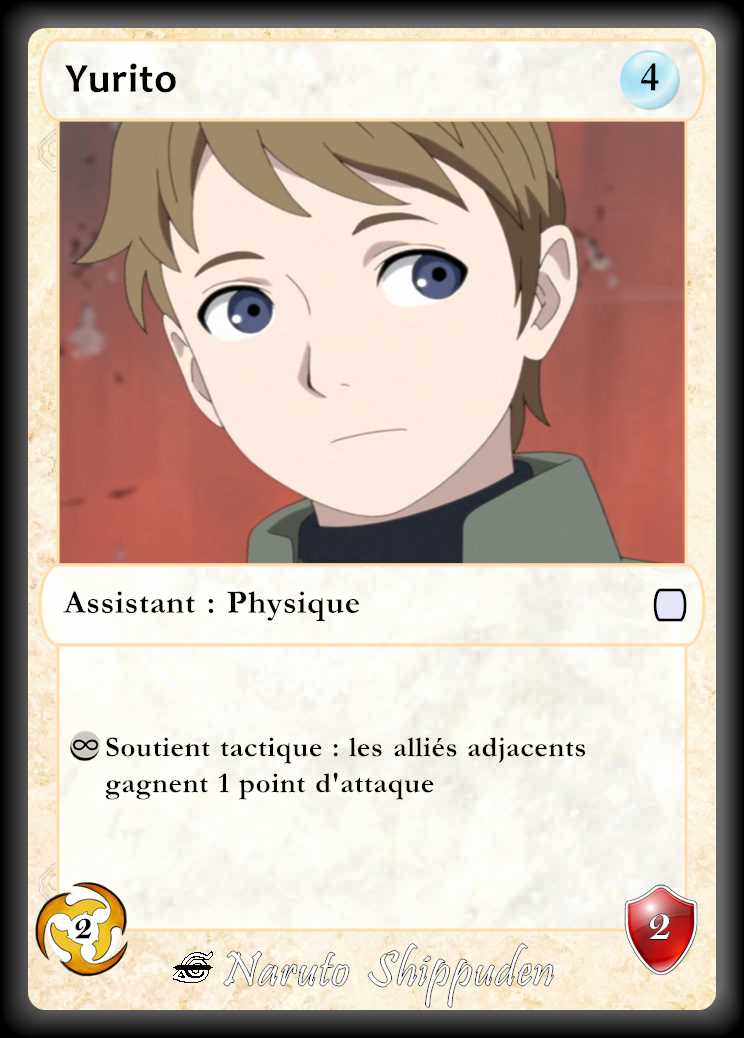 Yurito
4
Assistant : Physique
∞ Soutient tactique : les alliés adjacents
gagnent 1 point d'attaque
2
2
Naruto Shippuden